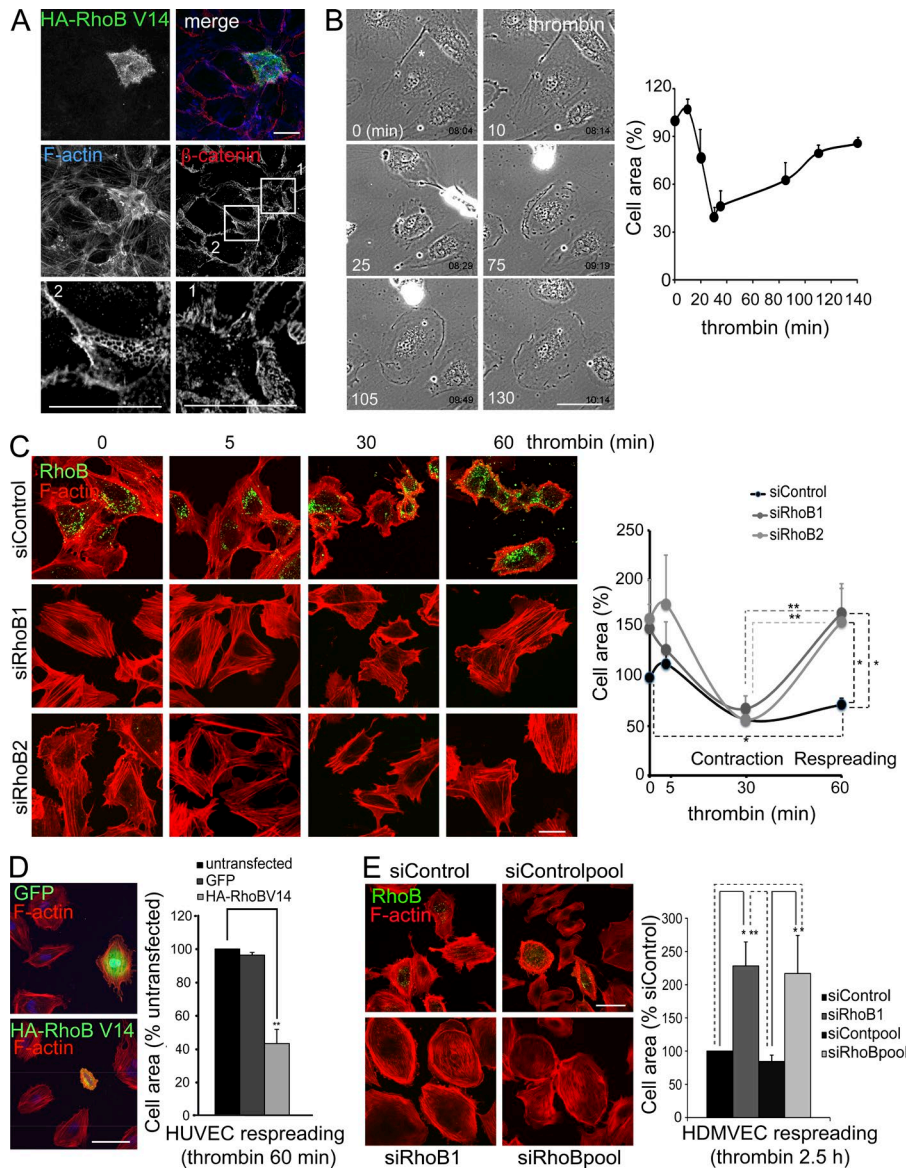 A
HA-RhoB V14
merge
F-actin
β-catenin
1
2
2
1
B
thrombin
0 (min)
08:04
10
08:14
25
08:29
75
09:19
105
09:49
130
10:14
Cell area (%)
120
90
60
30
0
0 20 40 60 80 100 120 140
thrombin (min)
C
0 5 30 60 thrombin (min)
RhoB
F-actin
siControl
siRhoB1
siRhoB2
siControl
siRhoB1
siRhoB2
Cell area (%)
250
200
150
100
50
0
**
**
*
*
*
Contraction Respreading
0 5 30 60
thrombin (min)
D
GFP
F-actin
HA-RhoB V14
F-actin
untransfected
GFP
HA-RhoBV14
Cell area (% untransfected)
120
100
80
60
40
20
0
**
HUVEC respreading
(thrombin 60 min)
E
siControl siControlpool
RhoB
F-actin
siRhoB1 siRhoBpool
Cell area (% siControl)
300
250
200
150
100
50
0
* ** **
siControl
siRhoB1
siContpool
siRhoBpool
HDMVEC respreading
(thrombin 2.5 h)